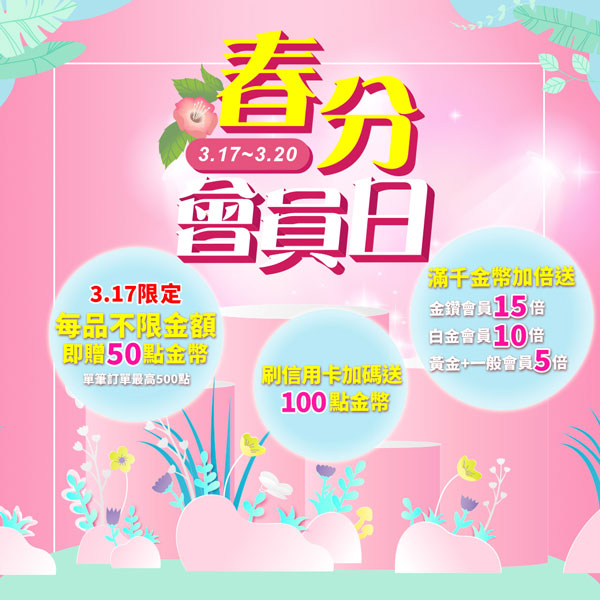 春分
3.17~3.20
會員日
3.17限定
每品不限金額
即贈50點金幣
單筆訂單最高500點
刷信用卡加碼送
100點金幣
滿千金幣加倍送
金鑽會員15倍
白金會員10倍
黃金+一般會員5倍